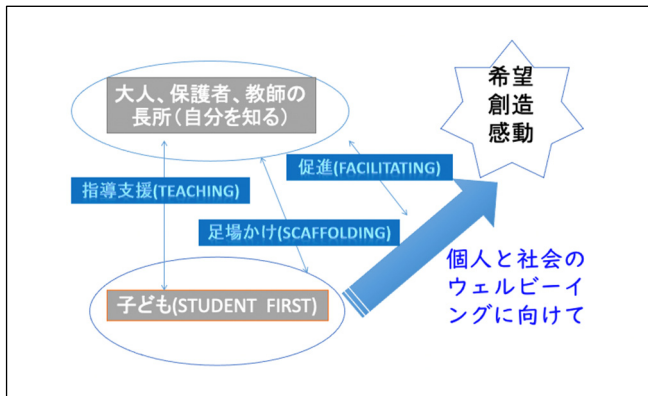 大人、保護者、教師の
長所(自分を知る)
希望
創造
感動
促進(FACILITATING)
指導支援(TEACHING)
足場かけ(SCAFFOLDING)
個人と社会の
ウェルビーイ
ングに向けて
子ども(STUDENT FIRST)